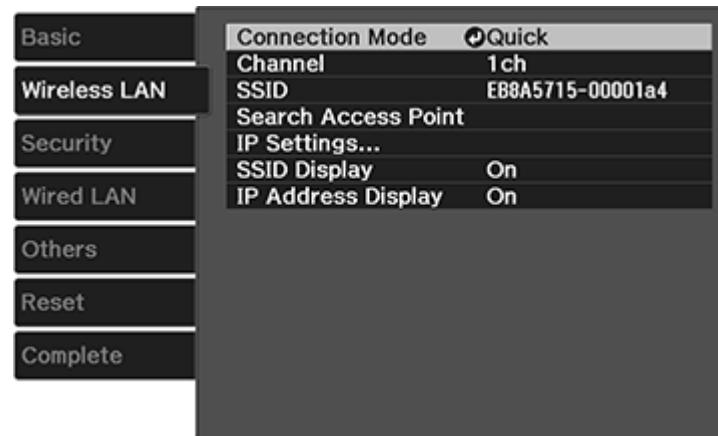 Basic
Wireless LAN
Security
Wired LAN
Others
Reset
Complete
Connection Mode Quick
Channel 1ch
SSID EB8A5715-00001a4
Search Access Point
IP Settings...
SSID Display On
IP Address Display On